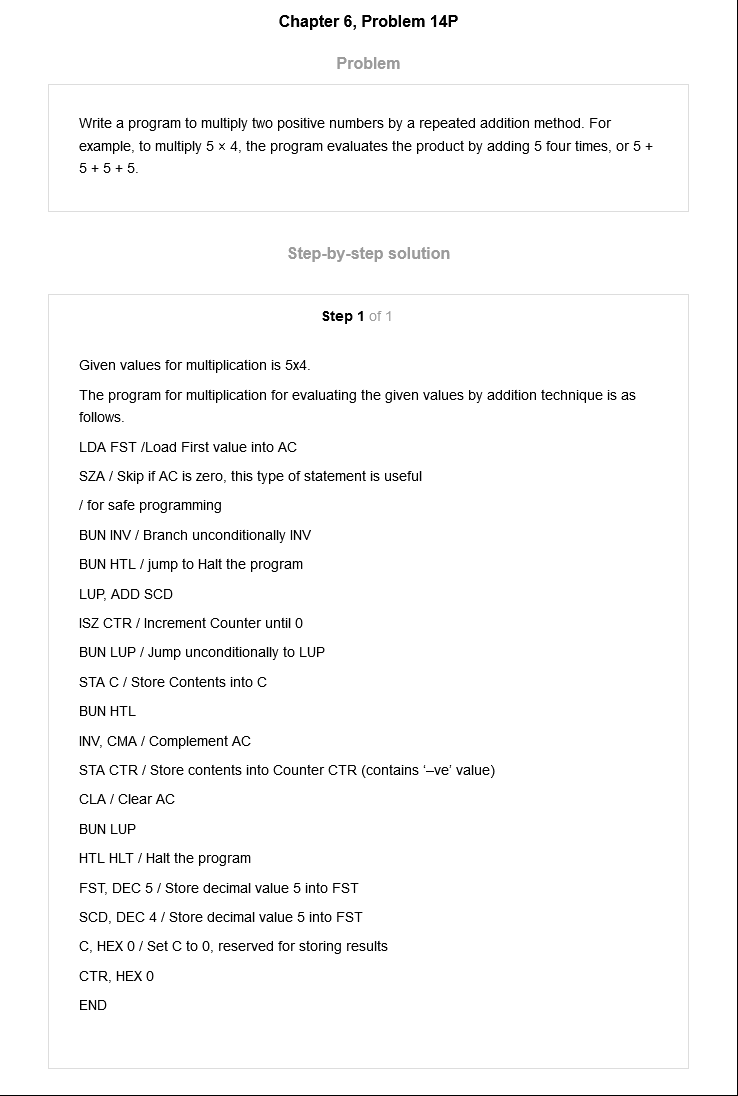 Chapter 6, Problem 14P
Problem
Write a program to multiply two positive numbers by a repeated addition method. For
example, to multiply 5 × 4, the program evaluates the product by adding 5 four times, or 5 +
5 + 5 + 5.
Step-by-step solution
Step 1 of 1
Given values for multiplication is 5x4.
The program for multiplication for evaluating the given values by addition technique is as
follows.
LDA FST /Load First value into AC
SZA / Skip if AC is zero, this type of statement is useful
/ for safe programming
BUN INV / Branch unconditionally INV
BUN HTL / jump to Halt the program
LUP, ADD SCD
ISZ CTR / Increment Counter until 0
BUN LUP / Jump unconditionally to LUP
STA C / Store Contents into C
BUN HTL
INV, CMA / Complement AC
STA CTR / Store contents into Counter CTR (contains ‘–ve’ value)
CLA / Clear AC
BUN LUP
HTL HLT / Halt the program
FST, DEC 5 / Store decimal value 5 into FST
SCD, DEC 4 / Store decimal value 5 into FST
C, HEX 0 / Set C to 0, reserved for storing results
CTR, HEX 0
END